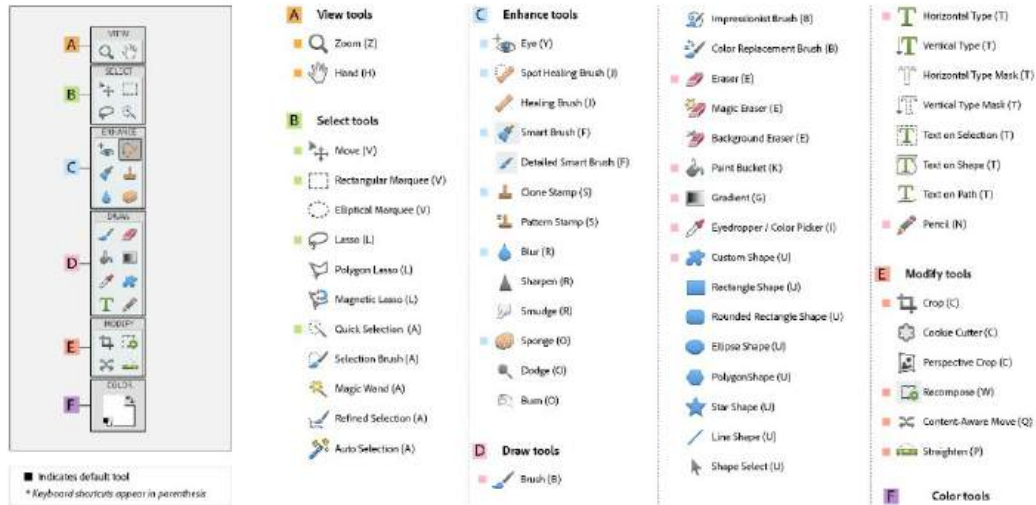 VIEW
A
SELECT
B
ENHANCE
C
DRAW
D
T
MODIFY
E
COLOR
F
Indicates default tool
* Keyboard shortcuts appear in parenthesis
A View tools
Zoom (Z)
Hand (H)
B Select tools
Move (V)
Rectangular Marquee (V)
Elliptical Marquee (V)
Lasso (L)
Polygon Lasso (L)
Magnetic Lasso (L)
Quick Selection (A)
Selection Brush (A)
Magic Wand (A)
Refined Selection (A)
Auto Selection (A)
C Enhance tools
Eye (Y)
Spot Healing Brush (J)
Healing Brush (J)
Smart Brush (F)
Detailed Smart Brush (F)
Clone Stamp (S)
Pattern Stamp (S)
Blur (R)
Sharpen (R)
Smudge (R)
Sponge (O)
Dodge (O)
Burn (O)
D Draw tools
Brush (B)
Impressionist Brush (B)
Color Replacement Brush (B)
Eraser (E)
Magic Eraser (E)
Background Eraser (E)
Paint Bucket (K)
Gradient (G)
Eyedropper / Color Picker (I)
Custom Shape (U)
Rectangle Shape (U)
Rounded Rectangle Shape (U)
Ellipse Shape (U)
PolygonShape (U)
Star Shape (U)
Line Shape (U)
Shape Select (U)
T Horizontal Type (T)
T Vertical Type (T)
T Horizontal Type Mask (T)
T Vertical Type Mask (T)
T Text on Selection (T)
T Text on Shape (T)
T Text on Path (T)
Pencil (N)
E Modify tools
Crop (C)
Cookie Cutter (C)
Perspective Crop (C)
Recompose (W)
Content-Aware Move (Q)
Straighten (P)
F Color tools